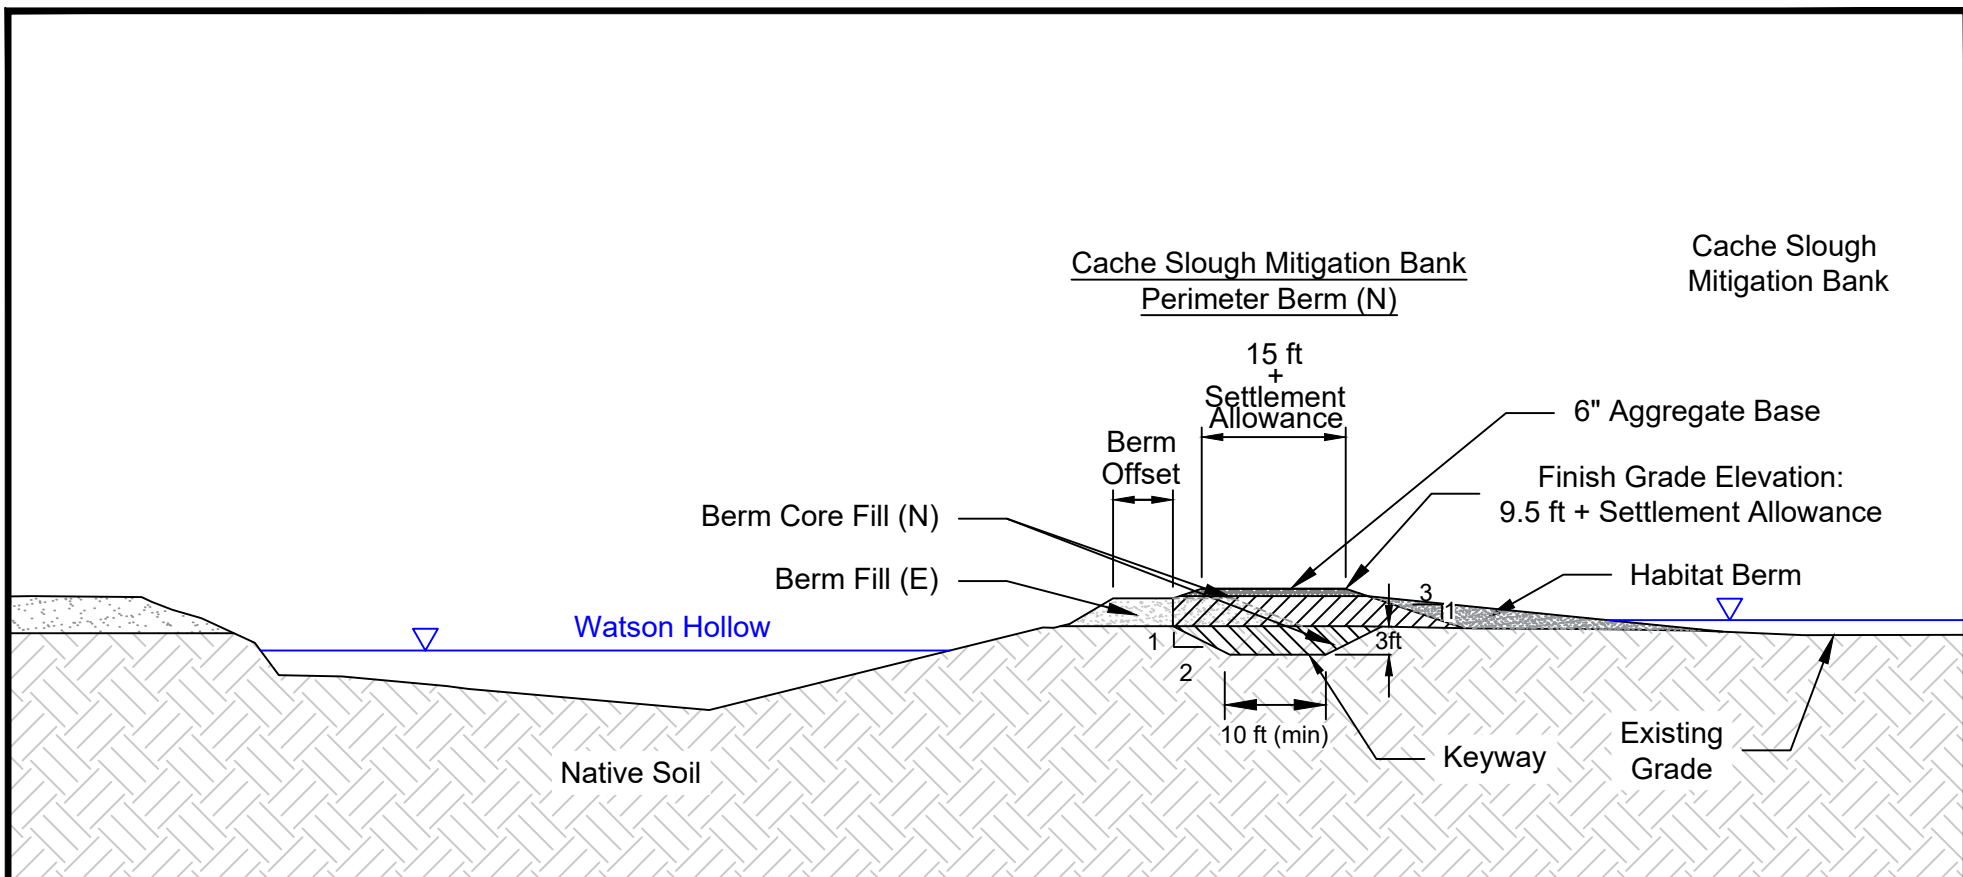 Cache Slough
Mitigation Bank
Cache Slough Mitigation Bank
Perimeter Berm (N)
15 ft
+
Settlement
Allowance
6" Aggregate Base
Berm
Offset
Finish Grade Elevation:
9.5 ft + Settlement Allowance
Berm Core Fill (N)
Berm Fill (E)
Habitat Berm
3
1
Watson Hollow
1
2
3ft
10 ft (min)
Keyway
Existing
Grade
Native Soil